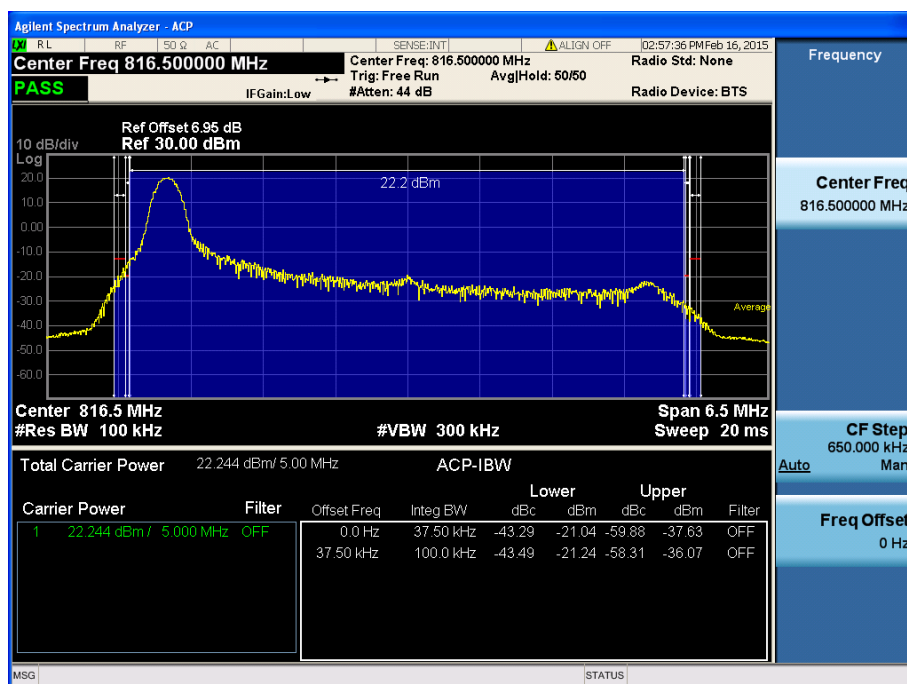 Agilent Spectrum Analyzer - ACP
LXI RL RF 50 Ω AC SENSE:INT ALIGN OFF 02:57:36 PM Feb 16, 2015
Center Freq 816.500000 MHz
PASS
IFGain:Low
Center Freq: 816.500000 MHz
Trig: Free Run Avg|Hold: 50/50
#Atten: 44 dB
Radio Std: None
Radio Device: BTS
Ref Offset 6.95 dB
10 dB/div Ref 30.00 dBm
Log
20.0
10.0
0.00
-10.0
-20.0
-30.0
-40.0
-50.0
-60.0
22.2 dBm
Average
Center 816.5 MHz Span 6.5 MHz
#Res BW 100 kHz #VBW 300 kHz Sweep 20 ms
Total Carrier Power 22.244 dBm/ 5.00 MHz ACP-IBW
Lower Upper
Carrier Power Filter Offset Freq Integ BW dBc dBm dBc dBm Filter
1 22.244 dBm / 5.000 MHz OFF 0.0 Hz 37.50 kHz -43.29 -21.04 -59.88 -37.63 OFF
37.50 kHz 100.0 kHz -43.49 -21.24 -58.31 -36.07 OFF
MSG STATUS
Frequency
Center Freq
816.500000 MHz
CF Step
650.000 kHz
Auto Man
Freq Offset
0 Hz